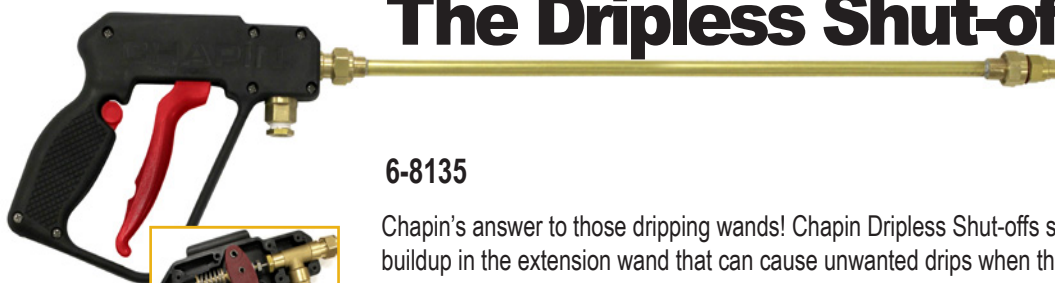 The Dripless Shut-of
CHAPIN
6-8135
Chapin's answer to those dripping wands! Chapin Dripless Shut-offs s
buildup in the extension wand that can cause unwanted drips when th